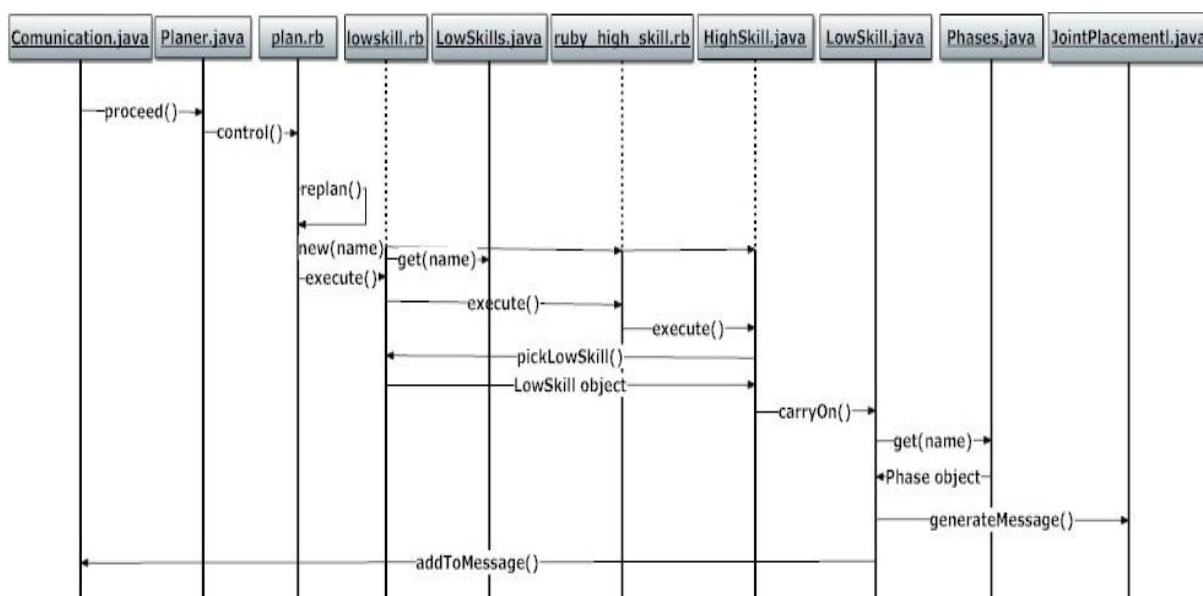 Comunication.java
Planer.java
plan.rb
lowskill.rb
LowSkills.java
ruby_high_skill.rb
HighSkill.java
LowSkill.java
Phases.java
JointPlacementI.java
proceed()
control()
replan()
new(name)
get(name)
execute()
execute()
execute()
pickLowSkill()
LowSkill object
carryOn()
get(name)
Phase object
generateMessage()
addToMessage()